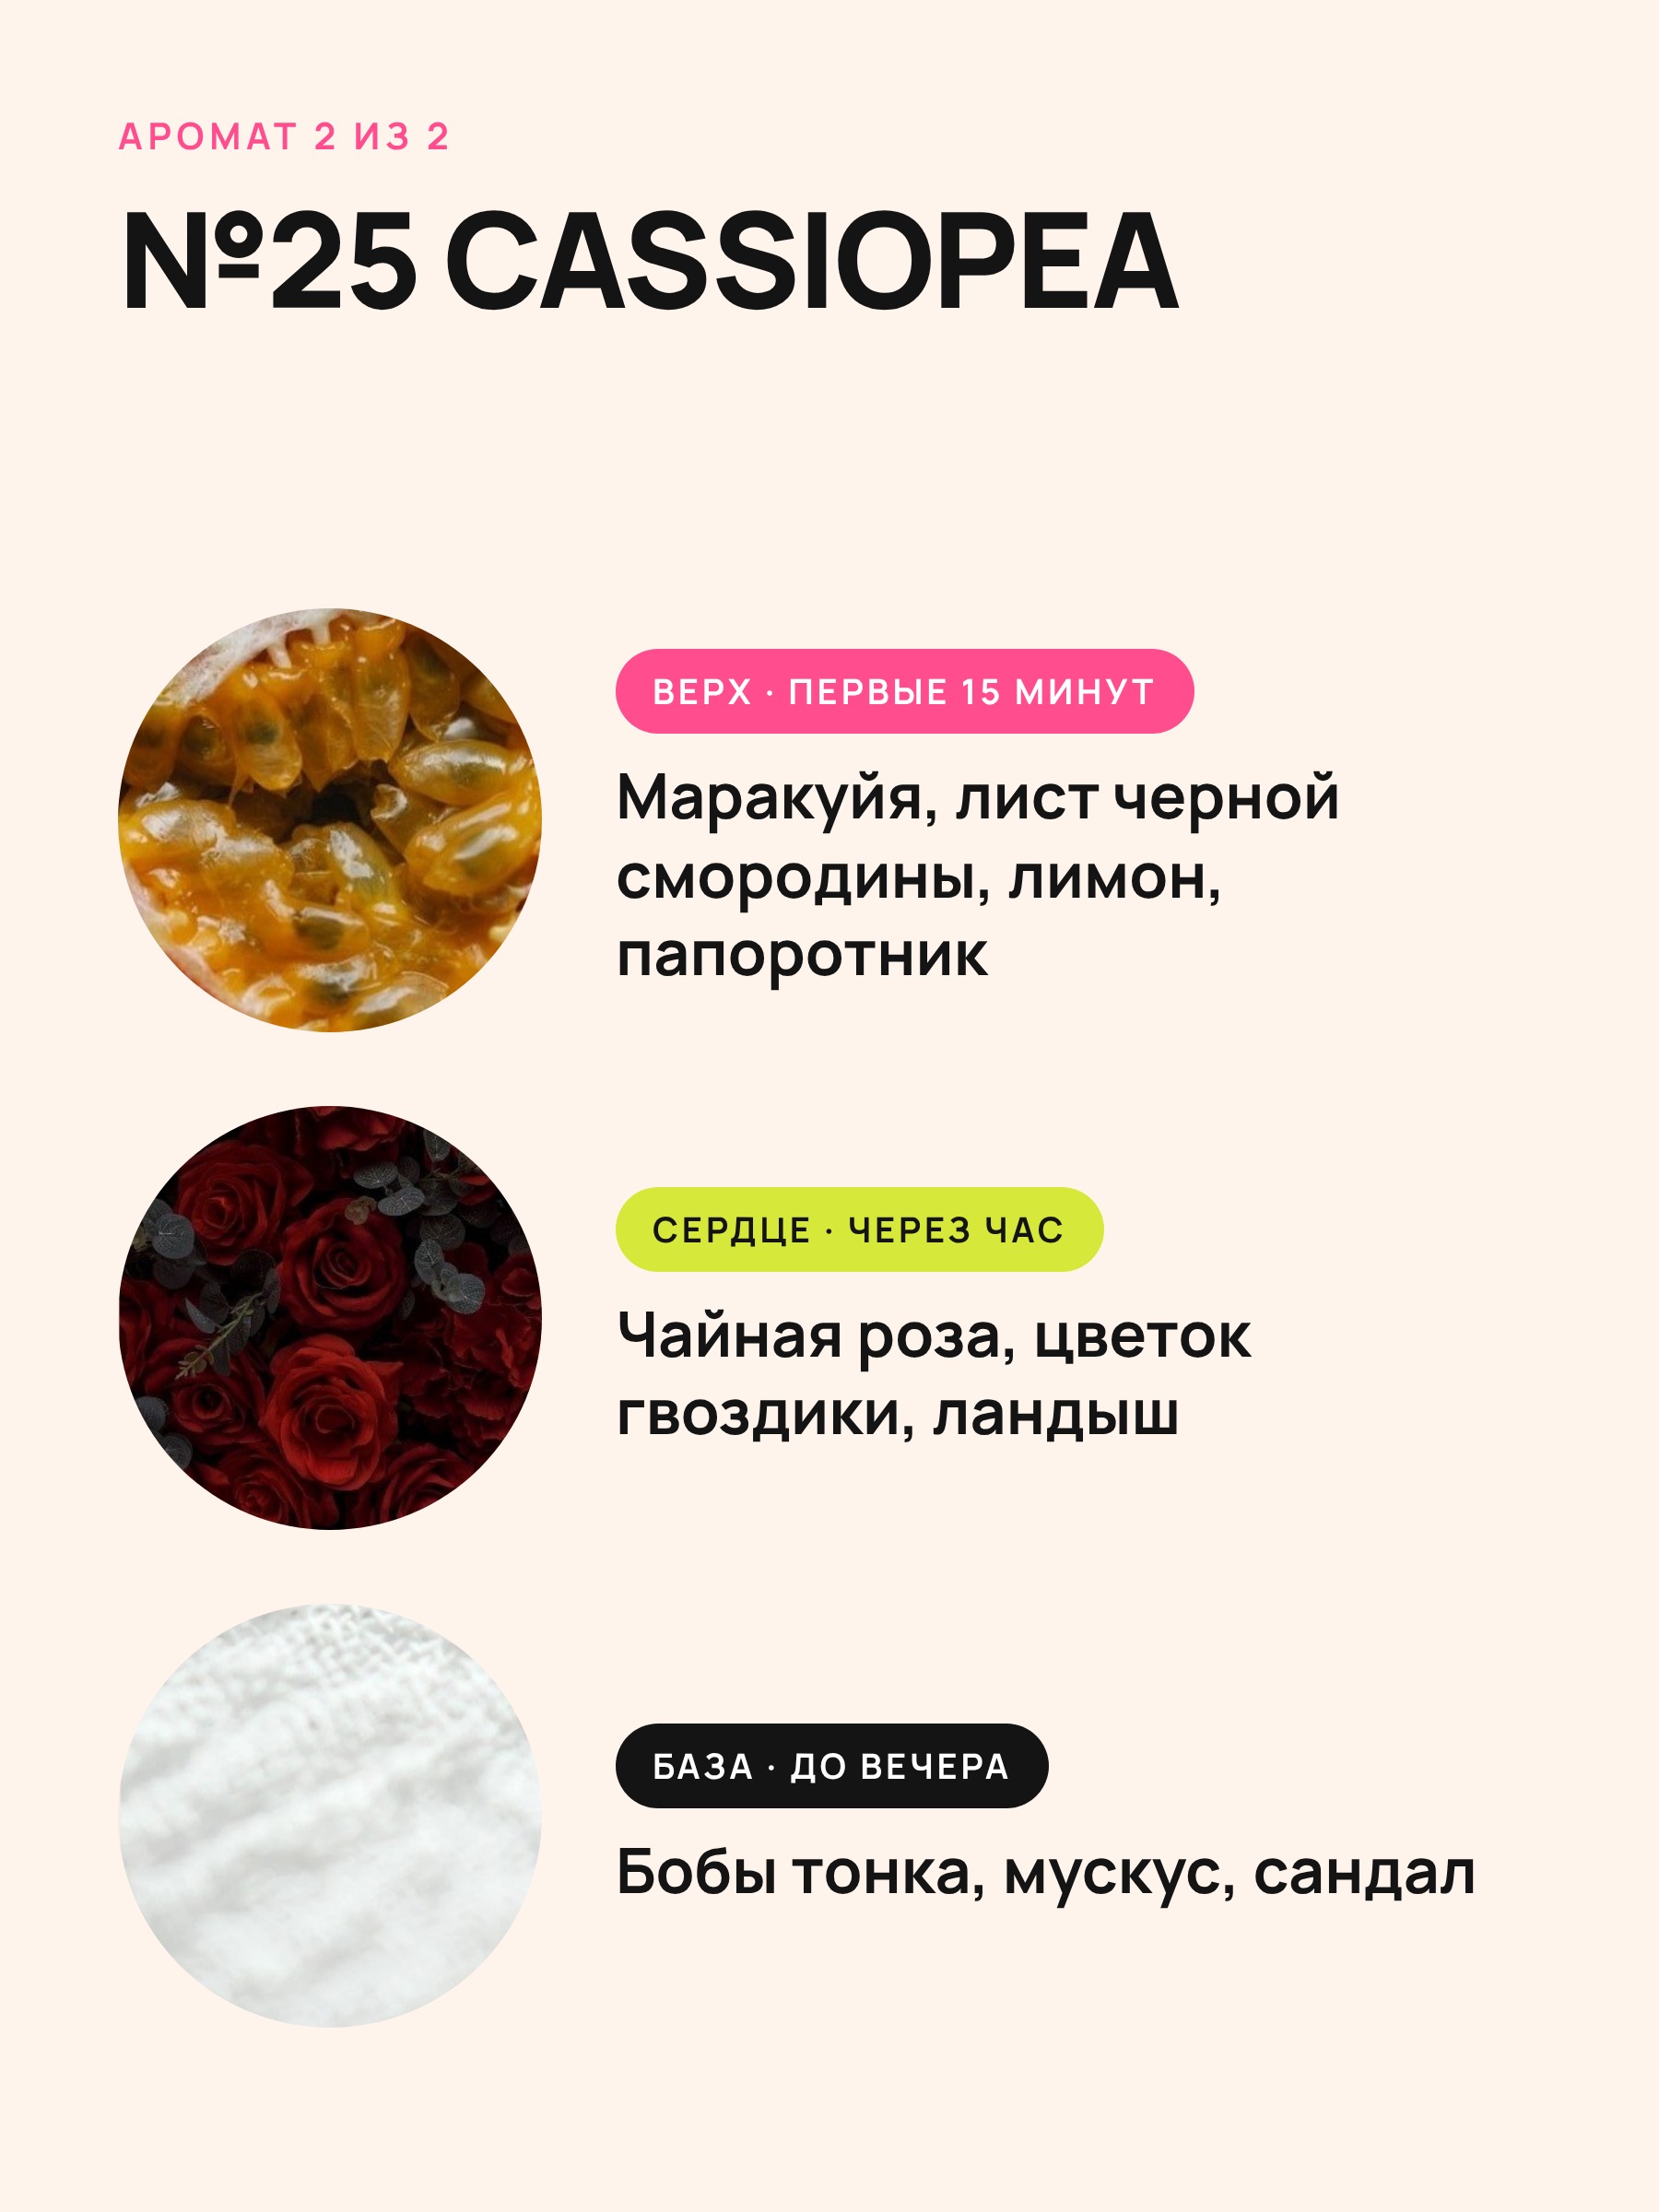 АРОМАТ 2 ИЗ 2
№25 CASSIOPEA
ВЕРХ · ПЕРВЫЕ 15 МИНУТ
Маракуйя, лист черной
смородины, лимон,
папоротник
СЕРДЦЕ · ЧЕРЕЗ ЧАС
Чайная роза, цветок
гвоздики, ландыш
БАЗА · ДО ВЕЧЕРА
Бобы тонка, мускус, сандал